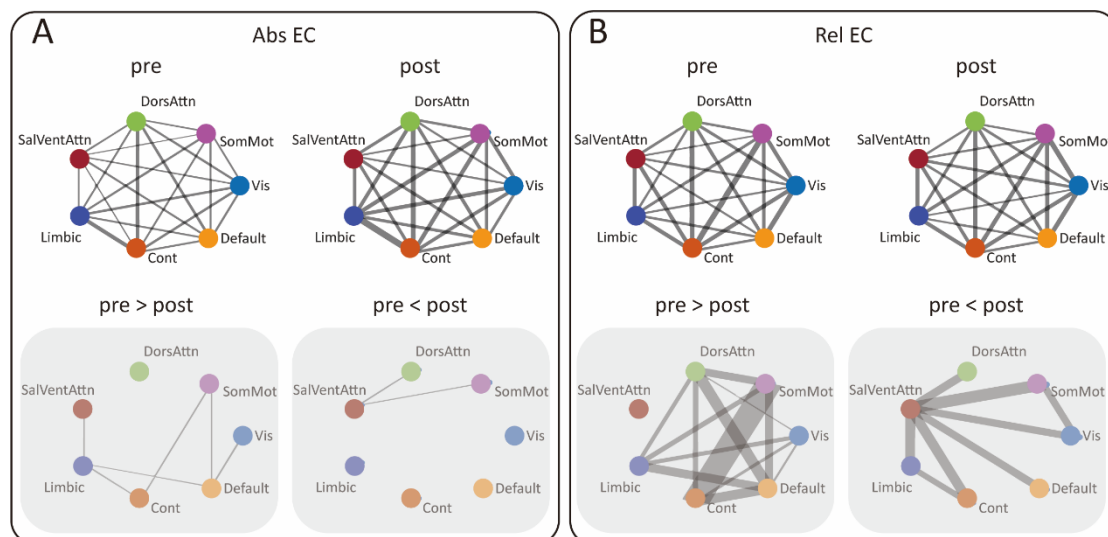 A
Abs EC
pre
post
DorsAttn
SalVentAttn
SomMot
Vis
Limbic
Default
Cont
DorsAttn
SalVentAttn
SomMot
Vis
Limbic
Default
Cont
pre > post
pre < post
DorsAttn
SalVentAttn
SomMot
Vis
Limbic
Default
Cont
DorsAttn
SalVentAttn
SomMot
Vis
Limbic
Default
Cont
B
Rel EC
pre
post
DorsAttn
SalVentAttn
SomMot
Vis
Limbic
Default
Cont
DorsAttn
SalVentAttn
SomMot
Vis
Limbic
Default
Cont
pre > post
pre < post
DorsAttn
SalVentAttn
SomMot
Vis
Limbic
Default
Cont
DorsAttn
SalVentAttn
SomMot
Vis
Limbic
Default
Cont